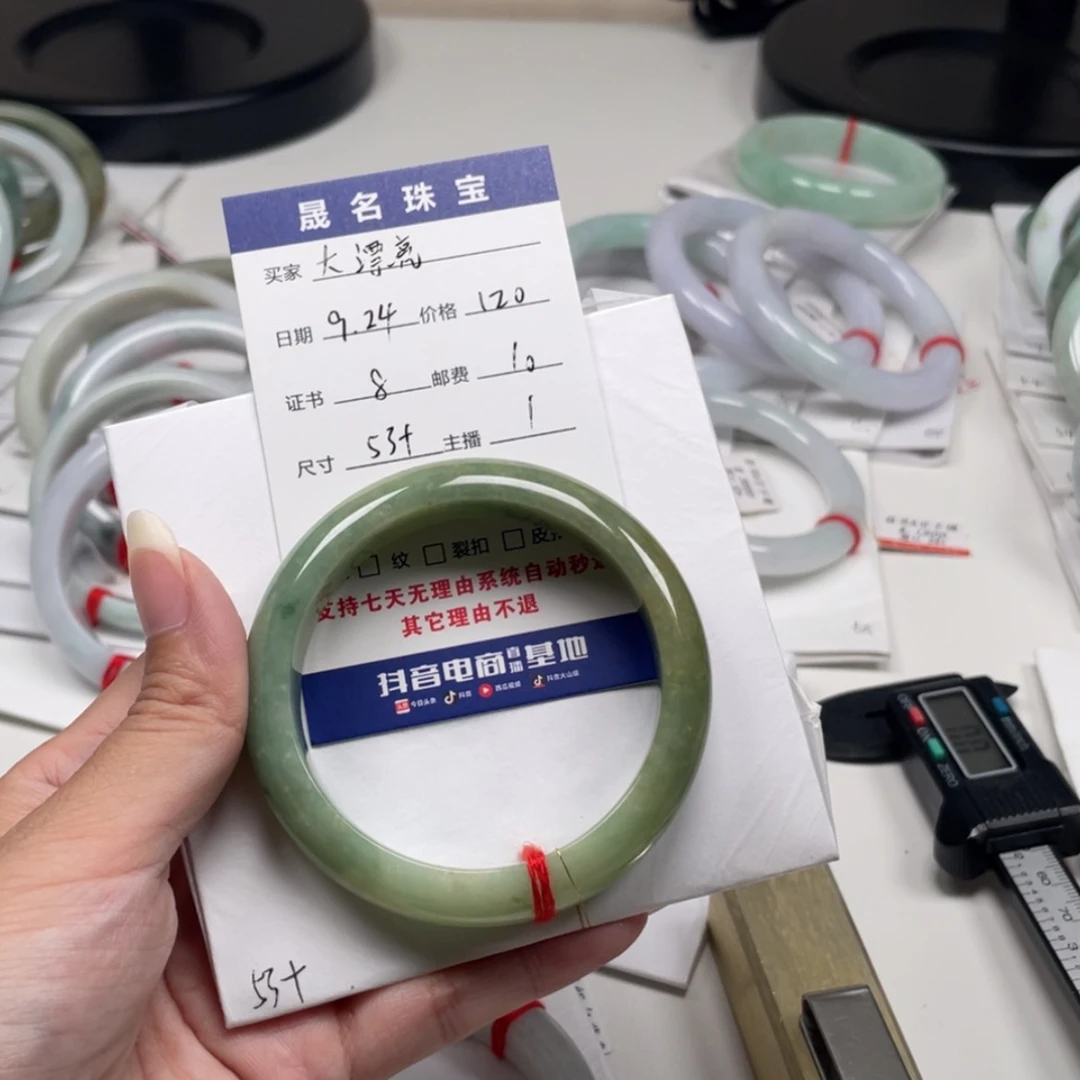 晟名珠宝
买家 大漂亮
日期 9.24 价格 120
证书 8 邮费 10
尺寸 53+ 主播 1
纹 □ 裂扣 □
支持七天无理由系统自动秒
其它理由不退
抖音电商直播基地
今日头条 抖音 西瓜视频 抖音火山版
53+
ZERO